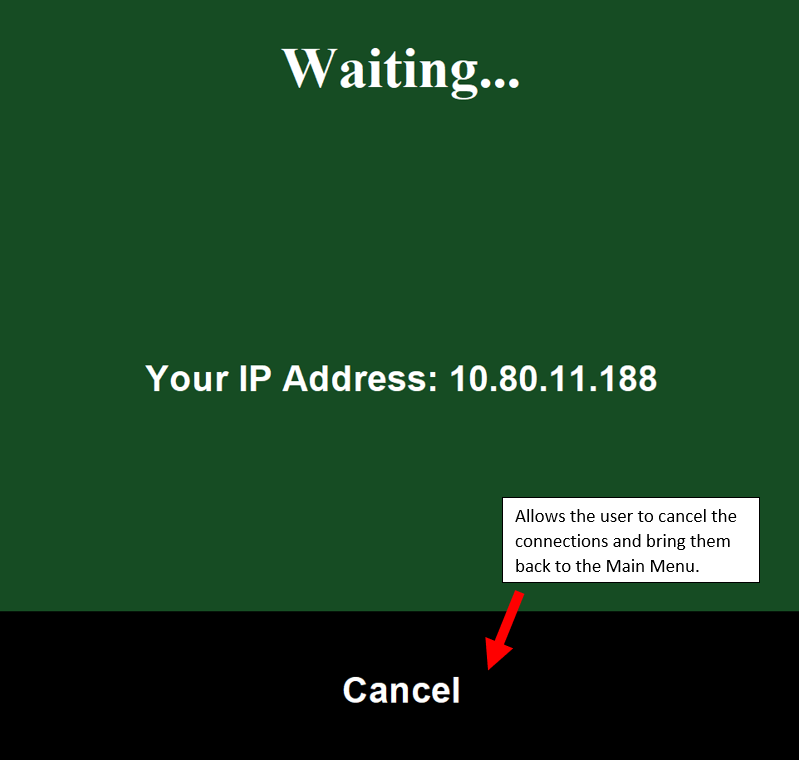 Waiting...
Your IP Address: 10.80.11.188
Allows the user to cancel the
connections and bring them
back to the Main Menu.
Cancel